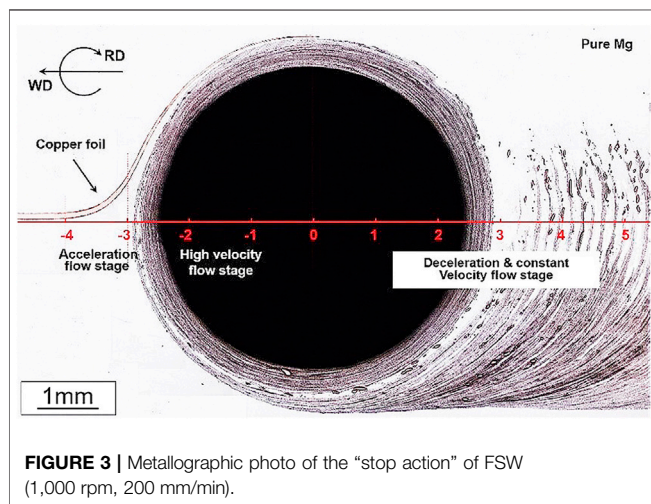 Pure Mg
RD
WD
Copper foil
-4 -3 -2 -1 0 1 2 3 4 5
Acceleration
flow stage
High velocity
flow stage
Deceleration & constant
Velocity flow stage
1mm
FIGURE 3 | Metallographic photo of the “stop action” of FSW
(1,000 rpm, 200 mm/min).